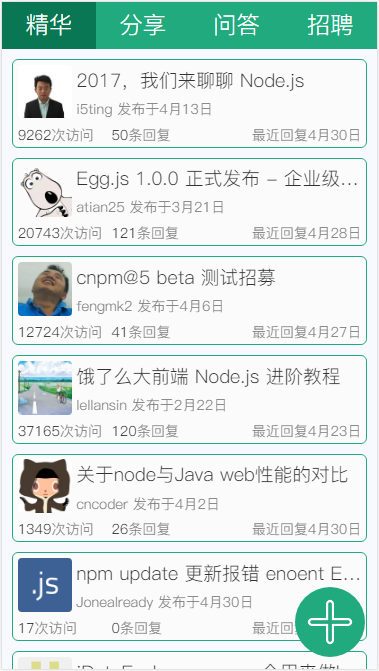 精华 分享 问答 招聘
2017，我们来聊聊 Node.js
i5ting 发布于4月13日
9262次访问 50条回复 最近回复4月30日
Egg.js 1.0.0 正式发布 - 企业级...
atian25 发布于3月21日
20743次访问 121条回复 最近回复4月28日
cnpm@5 beta 测试招募
fengmk2 发布于4月6日
12724次访问 41条回复 最近回复4月27日
饿了么大前端 Node.js 进阶教程
lellansin 发布于2月22日
37165次访问 120条回复 最近回复4月23日
关于node与Java web性能的对比
cncoder 发布于4月2日
1349次访问 26条回复 最近回复4月30日
.js
npm update 更新报错 enoent E...
Jonealready 发布于4月30日
17次访问 0条回复 最近回复4月30日